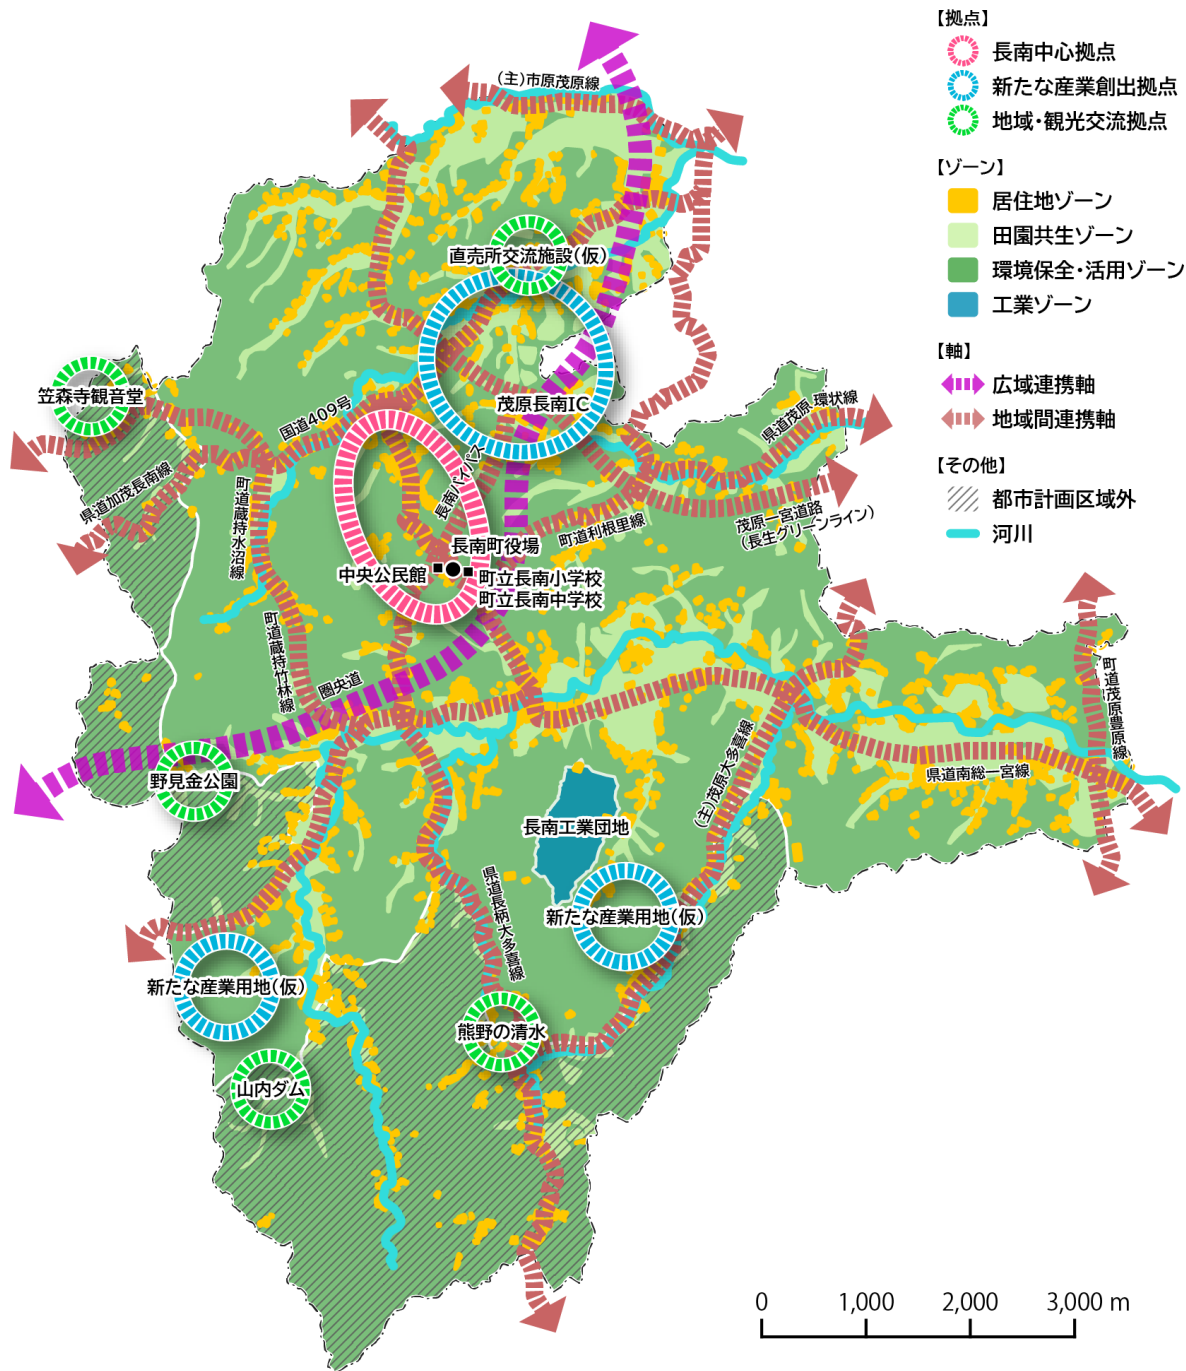 【拠点】
長南中心拠点
新たな産業創出拠点
地域・観光交流拠点
【ゾーン】
居住地ゾーン
田園共生ゾーン
環境保全・活用ゾーン
工業ゾーン
【軸】
広域連携軸
地域間連携軸
【その他】
都市計画区域外
河川
(主)市原茂原線
直売所交流施設(仮)
笠森寺観音堂
茂原長南IC
国道409号
県道茂原環状線
長南バイパス
県道加茂長南線
町道蔵持水沼線
町道利根里線
茂原一宮道路
(長生グリーンライン)
長南町役場
中央公民館
町立長南小学校
町立長南中学校
町道蔵持竹林線
圏央道
町道茂原豊原線
野見金公園
(主)茂原大多喜線
県道南総一宮線
長南工業団地
県道長柄大多喜線
新たな産業用地(仮)
新たな産業用地(仮)
熊野の清水
山内ダム
0 1,000 2,000 3,000 m